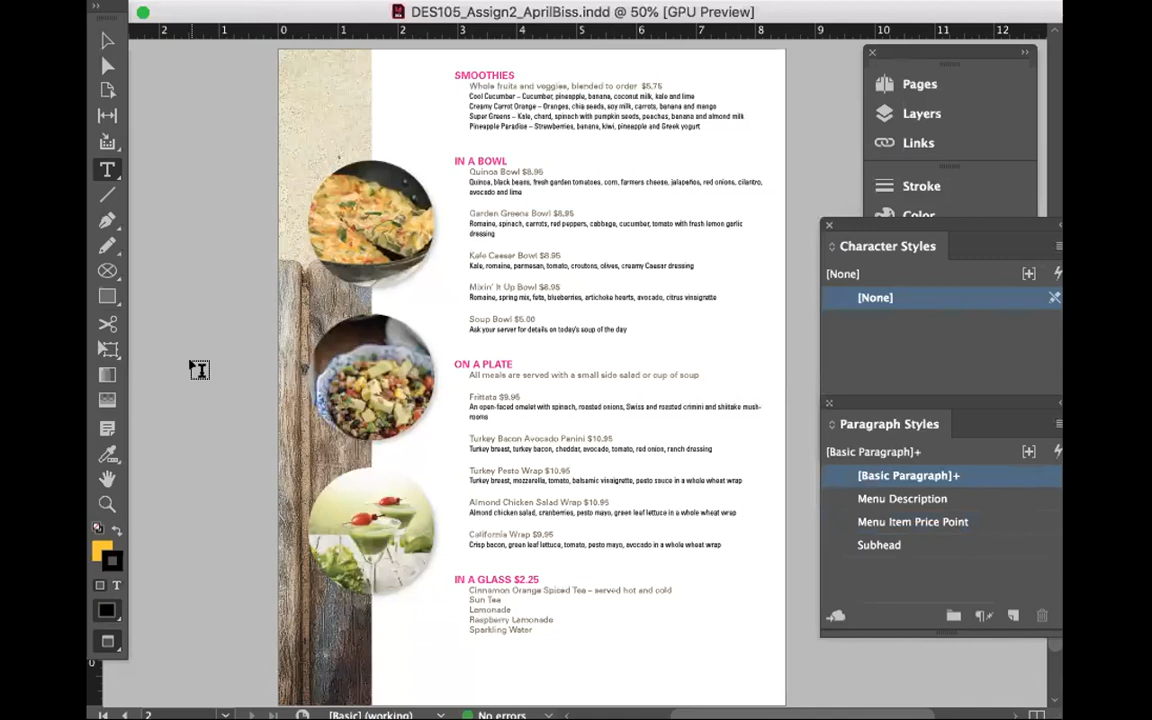 DES105_Assign2_AprilBiss.indd @ 50% [GPU Preview]
2 1 0 1 2 3 4 5 6 7 8 9 10 11 12
SMOOTHIES
Whole fruits and veggies, blended to order $5.75
Cool Cucumber – Cucumber, pineapple, banana, coconut milk, kale and lime
Creamy Carrot Orange – Oranges, chia seeds, soy milk, carrots, banana and mango
Super Greens – Kale, chard, spinach with pumpkin seeds, peaches, banana and almond milk
Pineapple Paradise – Strawberries, banana, kiwi, pineapple and Greek yogurt
IN A BOWL
Quinoa Bowl $8.95
Quinoa, black beans, fresh garden tomatoes, corn, farmers cheese, jalapeños, red onions, cilantro,
avocado and lime
Garden Greens Bowl $8.95
Romaine, spinach, carrots, red peppers, cabbage, cucumber, tomato with fresh lemon garlic
dressing
Kale Caesar Bowl $8.95
Kale, romaine, parmesan, tomato, croutons, olives, creamy Caesar dressing
Mixin' It Up Bowl $8.95
Romaine, spring mix, feta, blueberries, artichoke hearts, avocado, citrus vinaigrette
Soup Bowl $5.00
Ask your server for details on today's soup of the day
ON A PLATE
All meals are served with a small side salad or cup of soup
Frittata $9.95
An open-faced omelet with spinach, roasted onions, Swiss and roasted crimini and shiitake mush-
rooms
Turkey Bacon Avocado Panini $10.95
Turkey breast, turkey bacon, cheddar, avocado, tomato, red onion, ranch dressing
Turkey Pesto Wrap $10.95
Turkey breast, mozzarella, tomato, balsamic vinaigrette, pesto sauce in a whole wheat wrap
Almond Chicken Salad Wrap $10.95
Almond chicken salad, cranberries, pesto mayo, green leaf lettuce in a whole wheat wrap
California Wrap $9.95
Crisp bacon, green leaf lettuce, tomato, pesto mayo, avocado in a whole wheat wrap
IN A GLASS $2.25
Cinnamon Orange Spiced Tea – served hot and cold
Sun Tea
Lemonade
Raspberry Lemonade
Sparkling Water
Pages
Layers
Links
Stroke
Color
Character Styles
[None]
[None]
Paragraph Styles
[Basic Paragraph]+
[Basic Paragraph]+
Menu Description
Menu Item Price Point
Subhead
0
2
[Basic] (working)
No errors